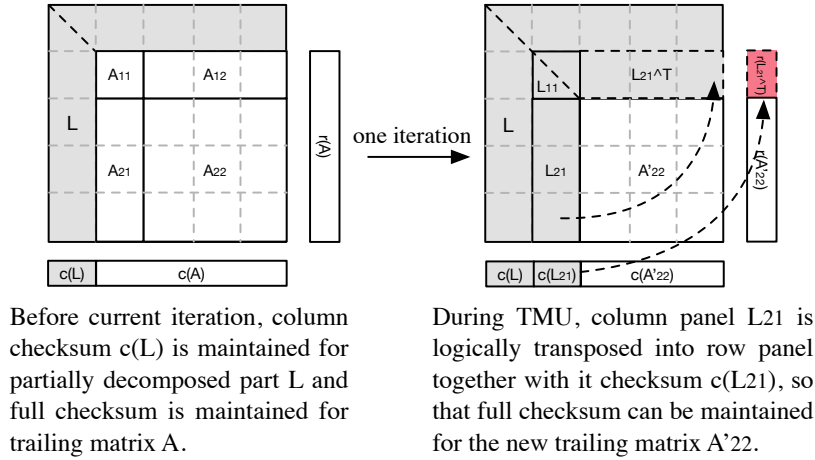 A11
A12
L
A21
A22
r(A)
c(L)
c(A)
one iteration
L11
L21^T
r(L21^T)
L
L21
A'22
r(A'22)
c(L)
c(L21)
c(A'22)
Before current iteration, column
checksum c(L) is maintained for
partially decomposed part L and
full checksum is maintained for
trailing matrix A.
During TMU, column panel L21 is
logically transposed into row panel
together with it checksum c(L21), so
that full checksum can be maintained
for the new trailing matrix A'22.